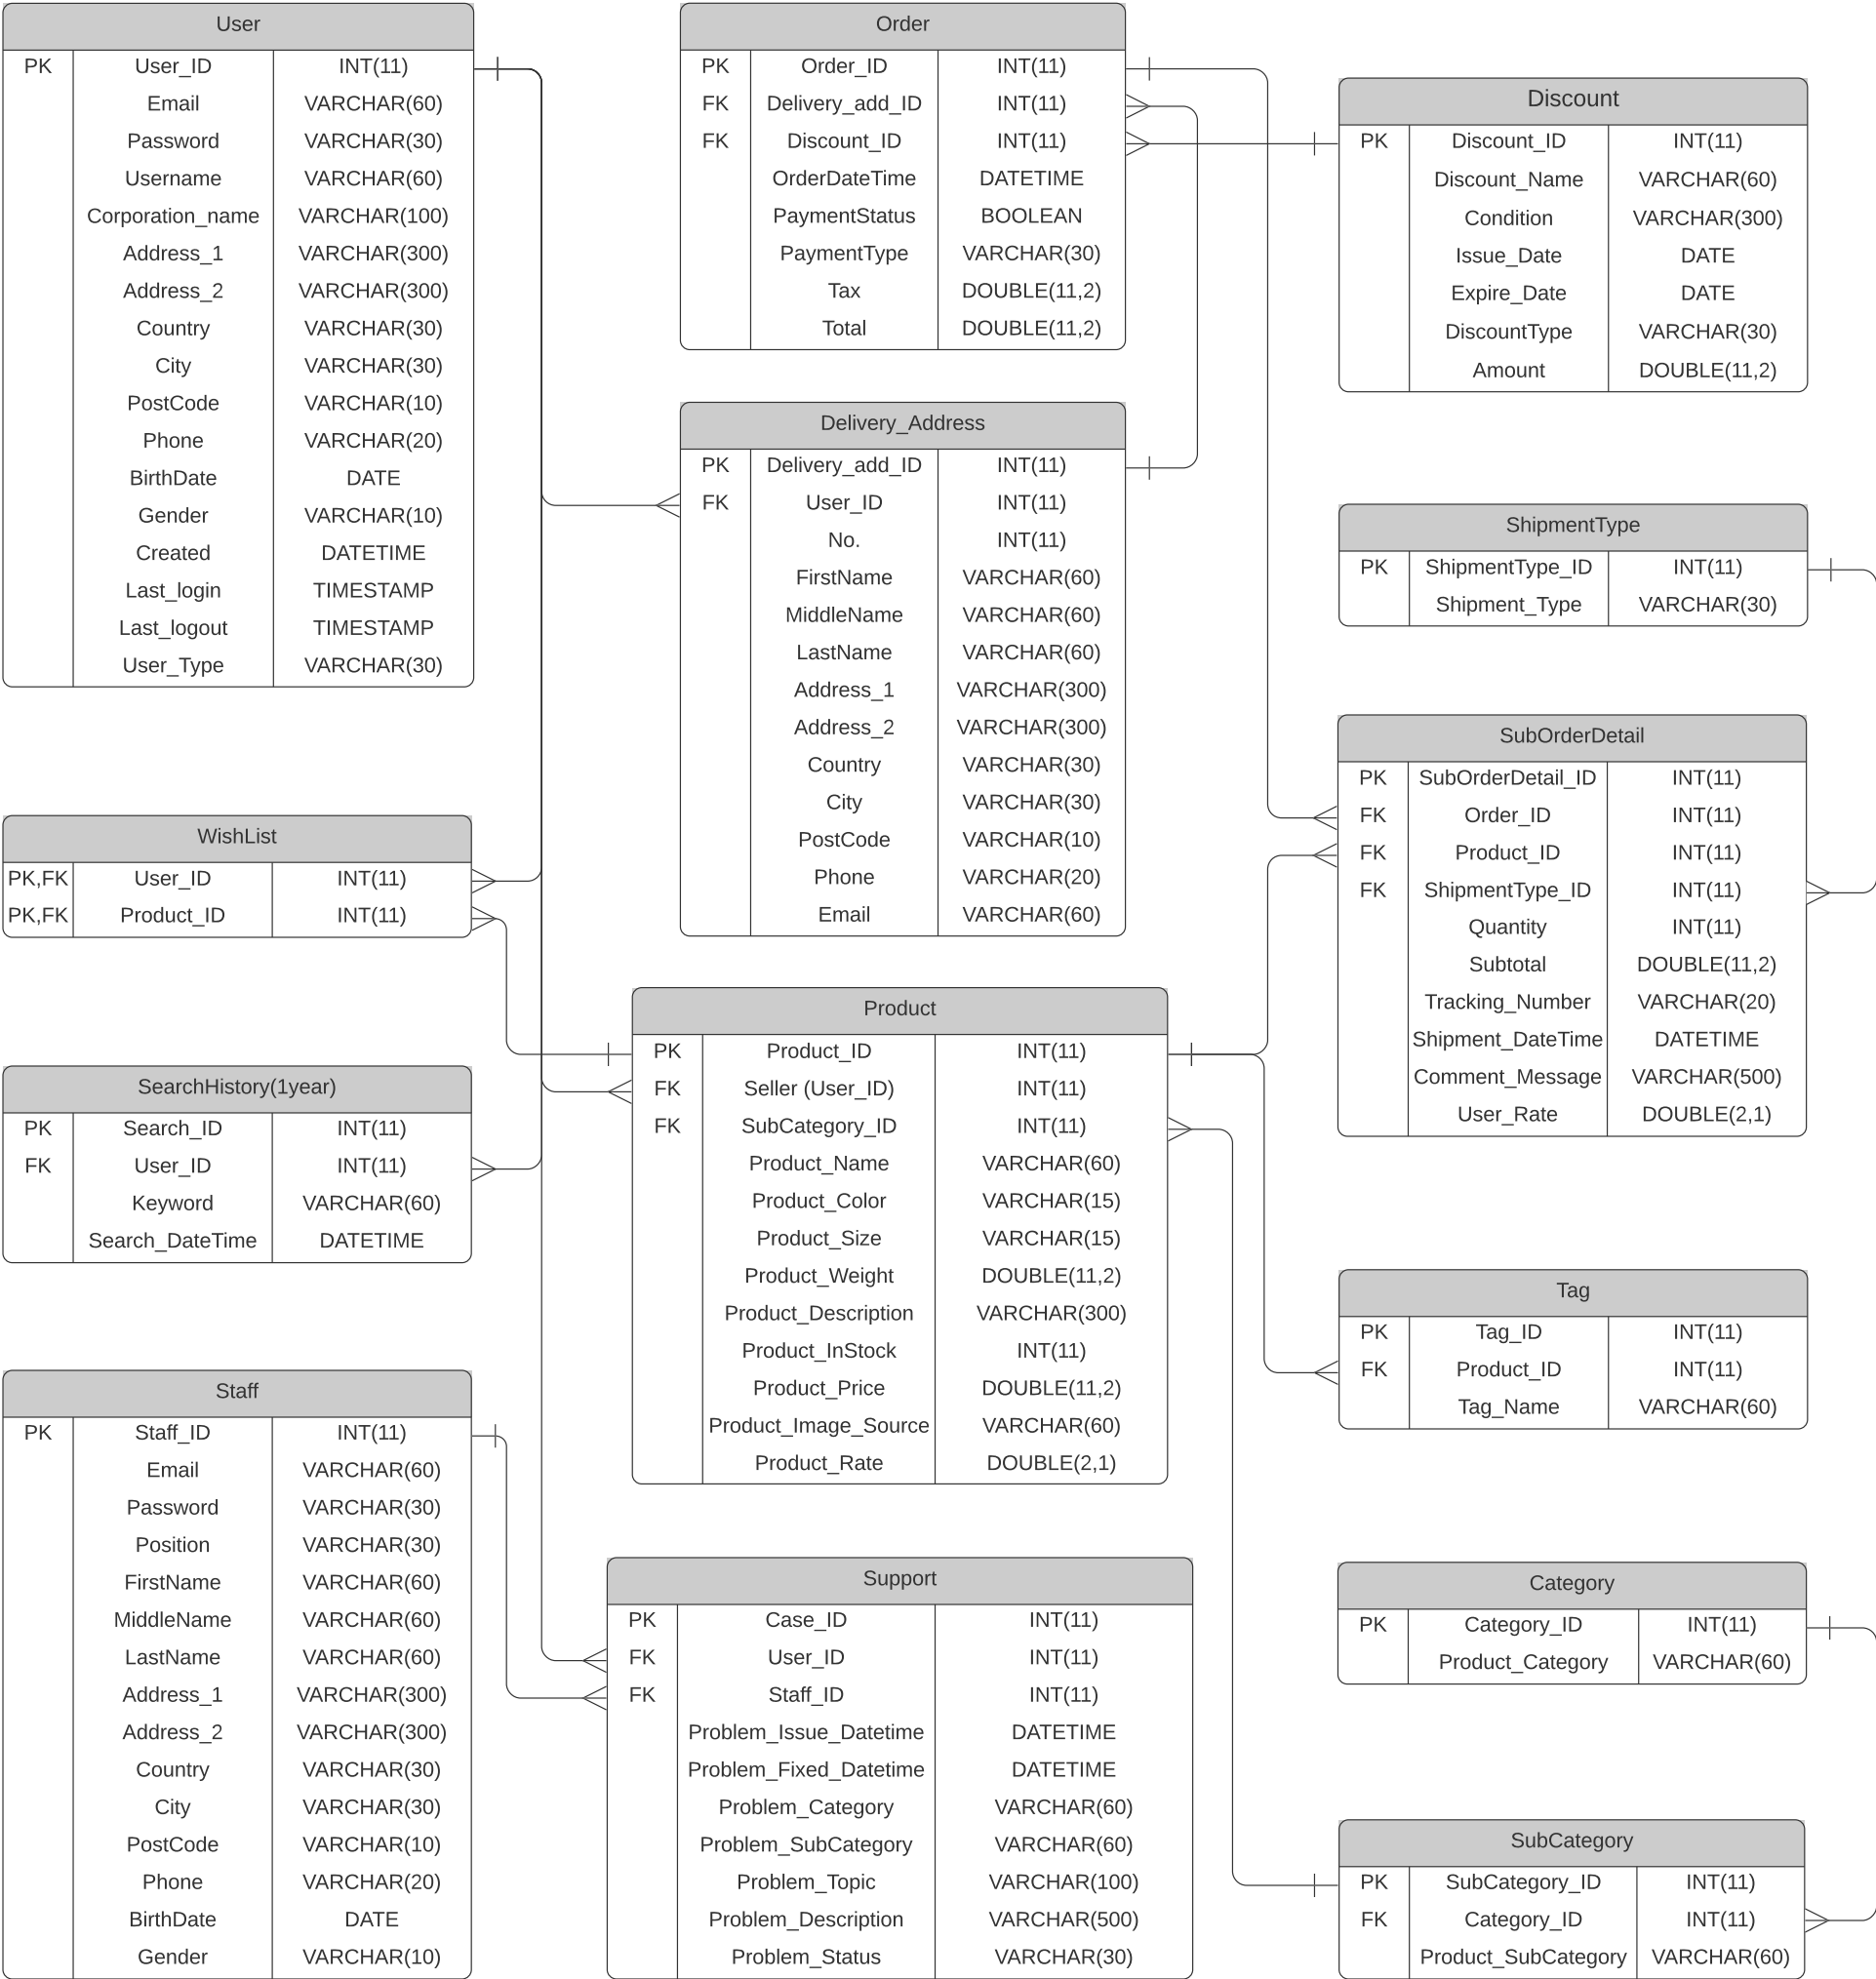 User
PK User_ID INT(11)
Email VARCHAR(60)
Password VARCHAR(30)
Username VARCHAR(60)
Corporation_name VARCHAR(100)
Address_1 VARCHAR(300)
Address_2 VARCHAR(300)
Country VARCHAR(30)
City VARCHAR(30)
PostCode VARCHAR(10)
Phone VARCHAR(20)
BirthDate DATE
Gender VARCHAR(10)
Created DATETIME
Last_login TIMESTAMP
Last_logout TIMESTAMP
User_Type VARCHAR(30)
WishList
PK,FK User_ID INT(11)
PK,FK Product_ID INT(11)
SearchHistory(1year)
PK Search_ID INT(11)
FK User_ID INT(11)
Keyword VARCHAR(60)
Search_DateTime DATETIME
Staff
PK Staff_ID INT(11)
Email VARCHAR(60)
Password VARCHAR(30)
Position VARCHAR(30)
FirstName VARCHAR(60)
MiddleName VARCHAR(60)
LastName VARCHAR(60)
Address_1 VARCHAR(300)
Address_2 VARCHAR(300)
Country VARCHAR(30)
City VARCHAR(30)
PostCode VARCHAR(10)
Phone VARCHAR(20)
BirthDate DATE
Gender VARCHAR(10)
Order
PK Order_ID INT(11)
FK Delivery_add_ID INT(11)
FK Discount_ID INT(11)
OrderDateTime DATETIME
PaymentStatus BOOLEAN
PaymentType VARCHAR(30)
Tax DOUBLE(11,2)
Total DOUBLE(11,2)
Delivery_Address
PK Delivery_add_ID INT(11)
FK User_ID INT(11)
No. INT(11)
FirstName VARCHAR(60)
MiddleName VARCHAR(60)
LastName VARCHAR(60)
Address_1 VARCHAR(300)
Address_2 VARCHAR(300)
Country VARCHAR(30)
City VARCHAR(30)
PostCode VARCHAR(10)
Phone VARCHAR(20)
Email VARCHAR(60)
Product
PK Product_ID INT(11)
FK Seller (User_ID) INT(11)
FK SubCategory_ID INT(11)
Product_Name VARCHAR(60)
Product_Color VARCHAR(15)
Product_Size VARCHAR(15)
Product_Weight DOUBLE(11,2)
Product_Description VARCHAR(300)
Product_InStock INT(11)
Product_Price DOUBLE(11,2)
Product_Image_Source VARCHAR(60)
Product_Rate DOUBLE(2,1)
Support
PK Case_ID INT(11)
FK User_ID INT(11)
FK Staff_ID INT(11)
Problem_Issue_Datetime DATETIME
Problem_Fixed_Datetime DATETIME
Problem_Category VARCHAR(60)
Problem_SubCategory VARCHAR(60)
Problem_Topic VARCHAR(100)
Problem_Description VARCHAR(500)
Problem_Status VARCHAR(30)
Discount
PK Discount_ID INT(11)
Discount_Name VARCHAR(60)
Condition VARCHAR(300)
Issue_Date DATE
Expire_Date DATE
DiscountType VARCHAR(30)
Amount DOUBLE(11,2)
ShipmentType
PK ShipmentType_ID INT(11)
Shipment_Type VARCHAR(30)
SubOrderDetail
PK SubOrderDetail_ID INT(11)
FK Order_ID INT(11)
FK Product_ID INT(11)
FK ShipmentType_ID INT(11)
Quantity INT(11)
Subtotal DOUBLE(11,2)
Tracking_Number VARCHAR(20)
Shipment_DateTime DATETIME
Comment_Message VARCHAR(500)
User_Rate DOUBLE(2,1)
Tag
PK Tag_ID INT(11)
FK Product_ID INT(11)
Tag_Name VARCHAR(60)
Category
PK Category_ID INT(11)
Product_Category VARCHAR(60)
SubCategory
PK SubCategory_ID INT(11)
FK Category_ID INT(11)
Product_SubCategory VARCHAR(60)